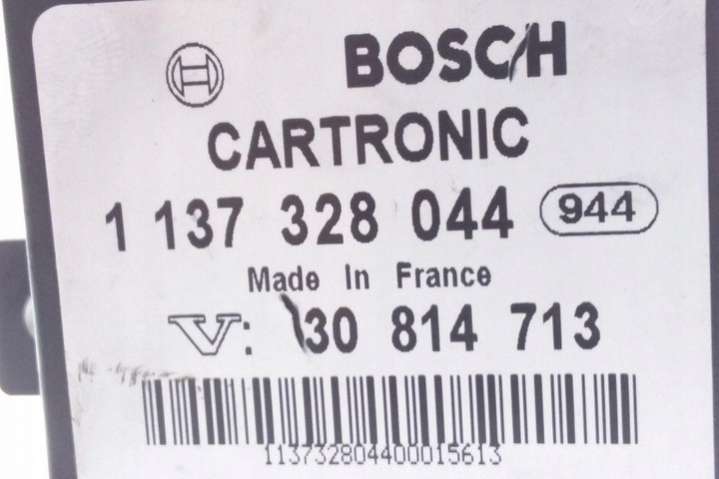 BOSCH
CARTRONIC
1 137 328 044 944
Made In France
V: 30 814 713
113732804400015613